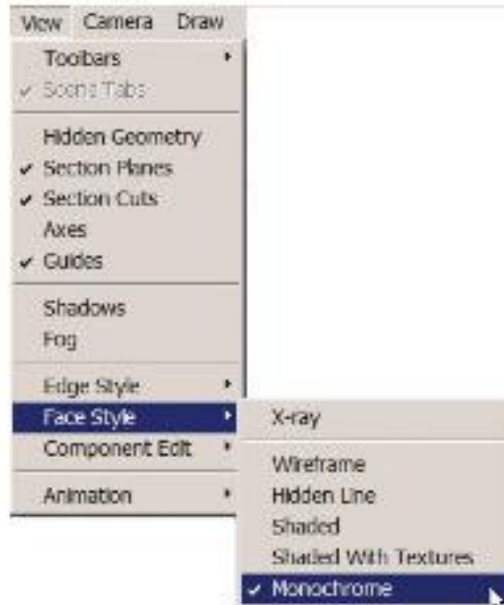 View Camera Draw
Toolbars
Scene Tabs
Hidden Geometry
Section Planes
Section Cuts
Axes
Guides
Shadows
Fog
Edge Style
Face Style
Component Edit
Animation
X-ray
Wireframe
Hidden Line
Shaded
Shaded With Textures
Monochrome